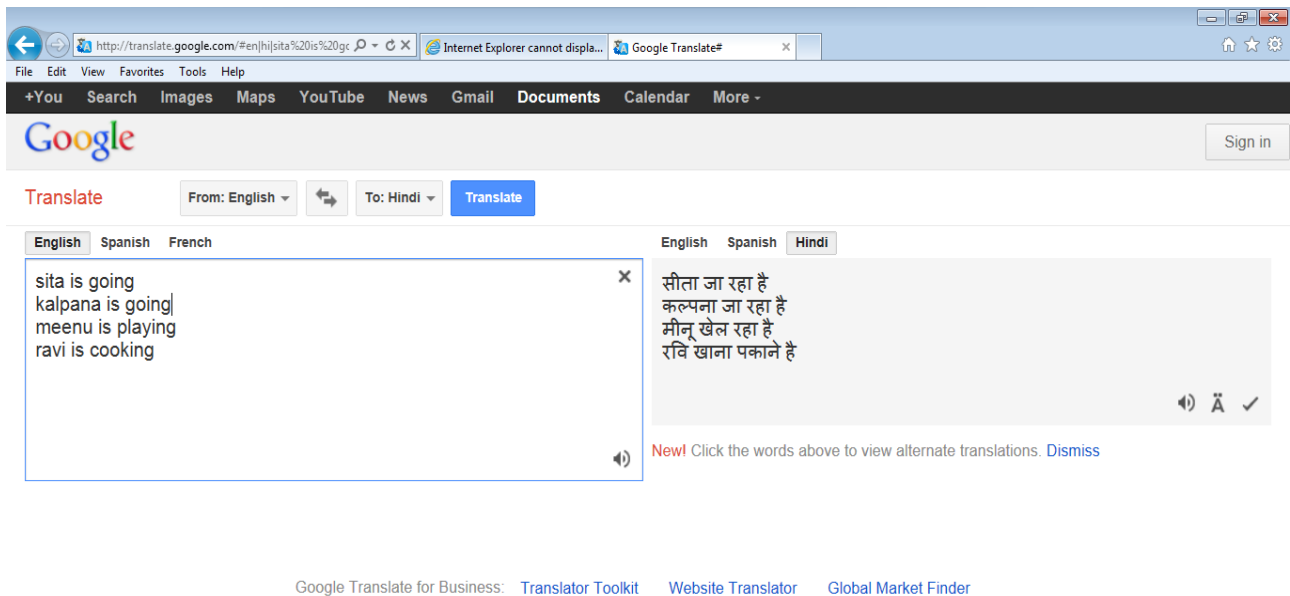 http://translate.google.com/#en|hi|sita%20is%20gc
Internet Explorer cannot displa...
Google Translate#
File Edit View Favorites Tools Help
+You Search Images Maps YouTube News Gmail Documents Calendar More
Google
Sign in
Translate
From: English
To: Hindi
Translate
English Spanish French
English Spanish Hindi
sita is going
kalpana is going
meenu is playing
ravi is cooking
सीता जा रहा है
कल्पना जा रहा है
मीनू खेल रहा है
रवि खाना पकाने है
Ä
New! Click the words above to view alternate translations. Dismiss
Google Translate for Business: Translator Toolkit Website Translator Global Market Finder